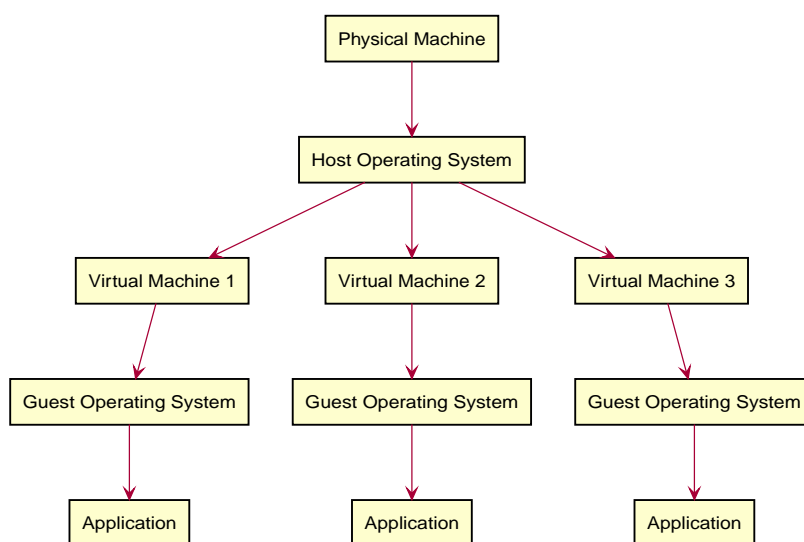 Physical Machine
Host Operating System
Virtual Machine 1
Virtual Machine 2
Virtual Machine 3
Guest Operating System
Guest Operating System
Guest Operating System
Application
Application
Application